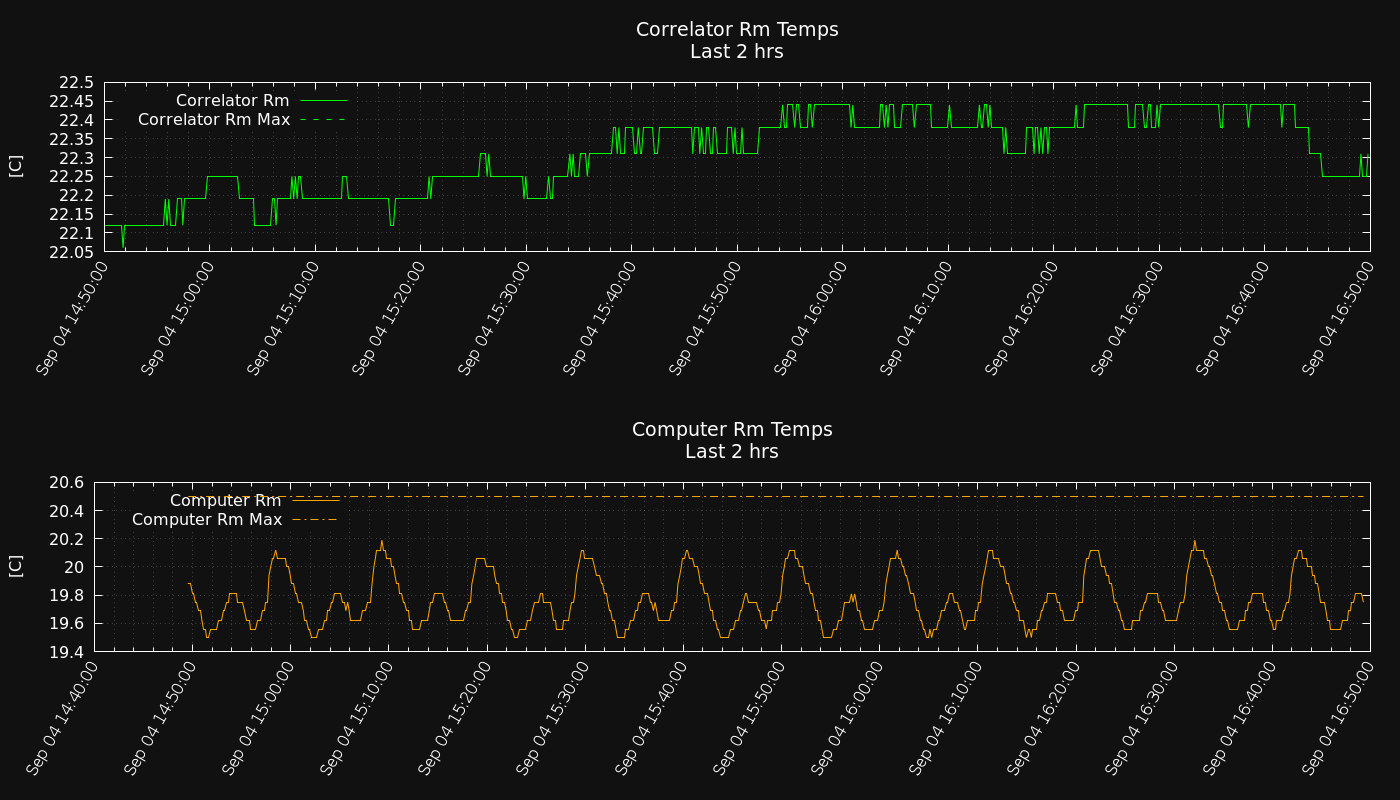 Correlator Rm Temps
Last 2 hrs
22.5
22.45
22.4
22.35
22.3
22.25
22.2
22.15
22.1
22.05
[C]
Correlator Rm
Correlator Rm Max
Sep 04 14:50:00
Sep 04 15:00:00
Sep 04 15:10:00
Sep 04 15:20:00
Sep 04 15:30:00
Sep 04 15:40:00
Sep 04 15:50:00
Sep 04 16:00:00
Sep 04 16:10:00
Sep 04 16:20:00
Sep 04 16:30:00
Sep 04 16:40:00
Sep 04 16:50:00
Computer Rm Temps
Last 2 hrs
20.6
20.4
20.2
20
19.8
19.6
19.4
[C]
Computer Rm
Computer Rm Max
Sep 04 14:40:00
Sep 04 14:50:00
Sep 04 15:00:00
Sep 04 15:10:00
Sep 04 15:20:00
Sep 04 15:30:00
Sep 04 15:40:00
Sep 04 15:50:00
Sep 04 16:00:00
Sep 04 16:10:00
Sep 04 16:20:00
Sep 04 16:30:00
Sep 04 16:40:00
Sep 04 16:50:00